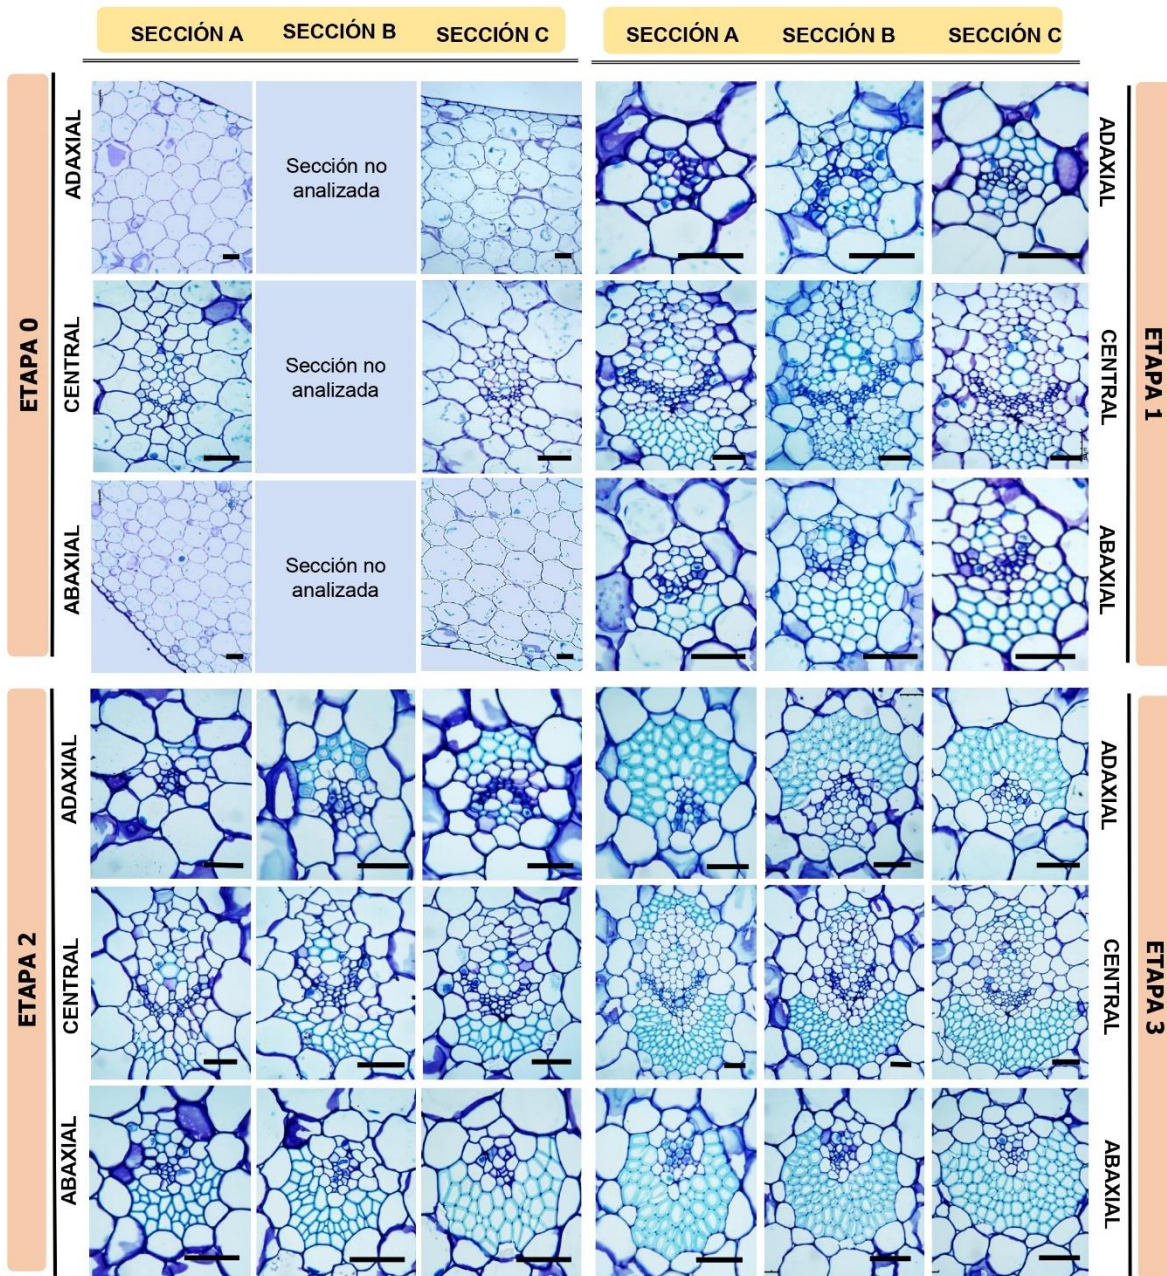 SECCIÓN A
SECCIÓN B
SECCIÓN C
SECCIÓN A
SECCIÓN B
SECCIÓN C
ETAPA 0
ADAXIAL
Sección no
analizada
CENTRAL
Sección no
analizada
ABAXIAL
Sección no
analizada
ADAXIAL
CENTRAL
ABAXIAL
ETAPA 1
ETAPA 2
ADAXIAL
CENTRAL
ABAXIAL
ADAXIAL
CENTRAL
ABAXIAL
ETAPA 3